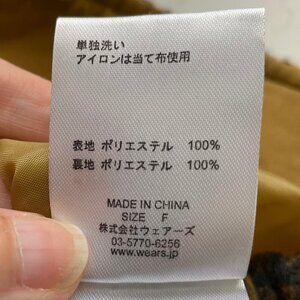 単独洗い
アイロンは当て布使用
表地 ポリエステル 100%
裏地 ポリエステル 100%
MADE IN CHINA
SIZE F
株式会社ウェアーズ
03-5770-6256
www.wears.jp